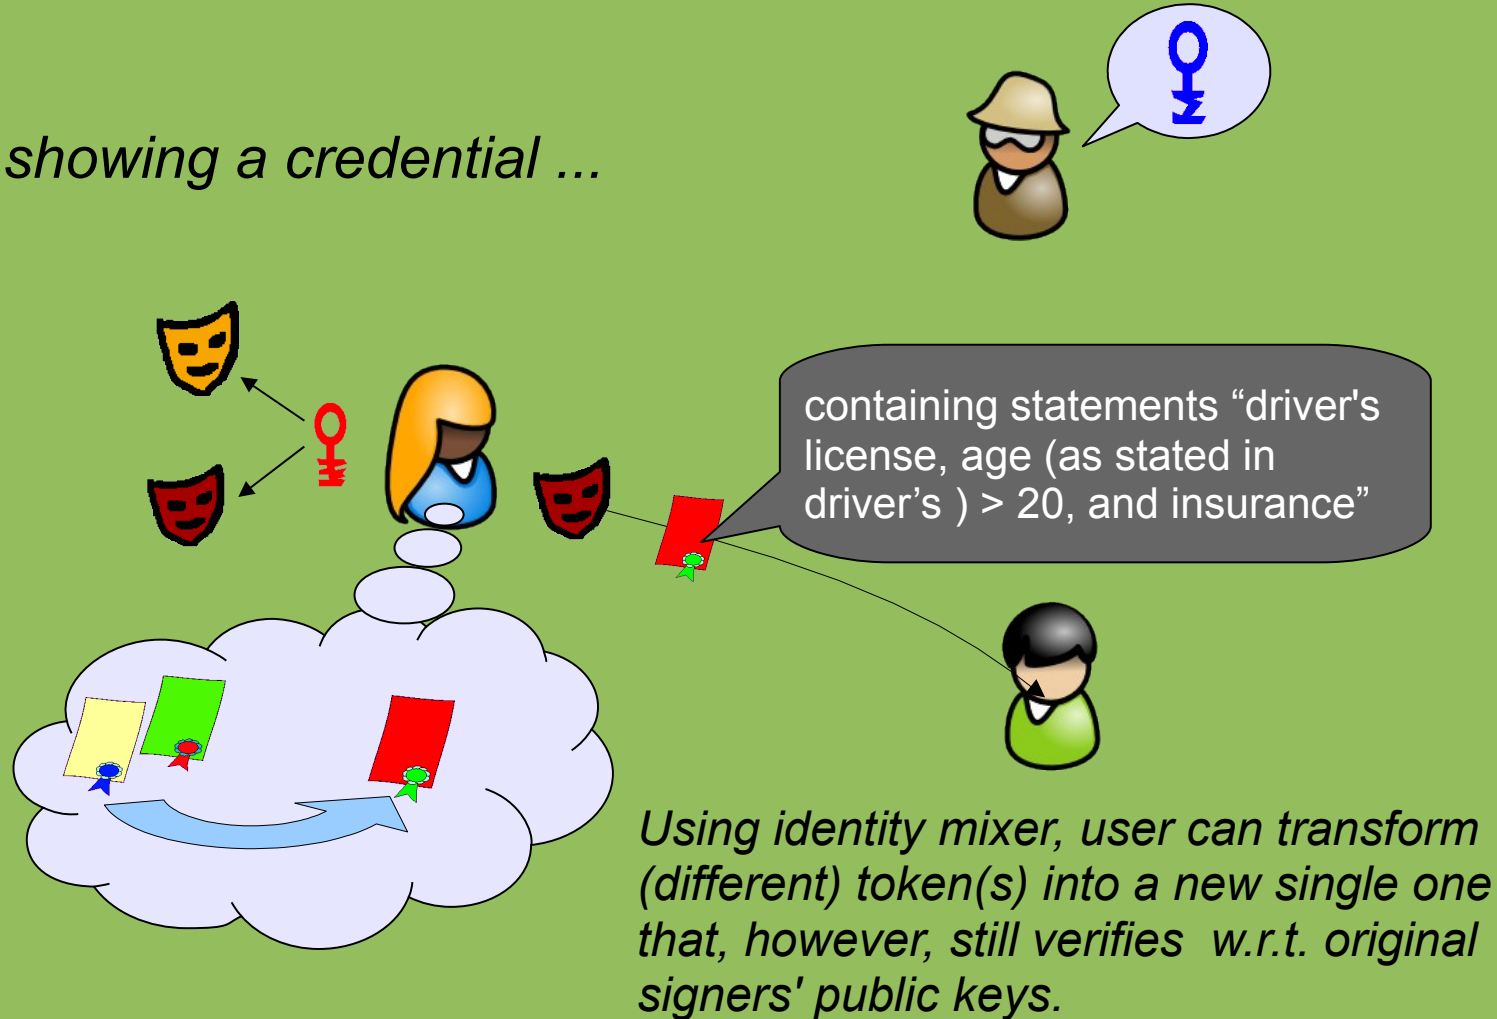 showing a credential ...
containing statements “driver's
license, age (as stated in
driver’s ) > 20, and insurance”
Using identity mixer, user can transform
(different) token(s) into a new single one
that, however, still verifies  w.r.t. original
signers' public keys.